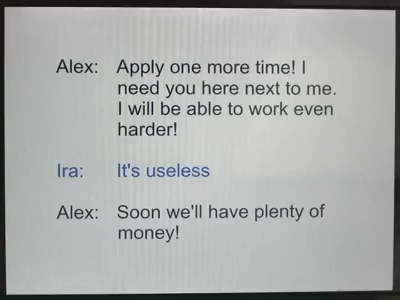 Alex: Apply one more time! I
need you here next to me.
I will be able to work even
harder!
Ira: It's useless
Alex: Soon we'll have plenty of
money!